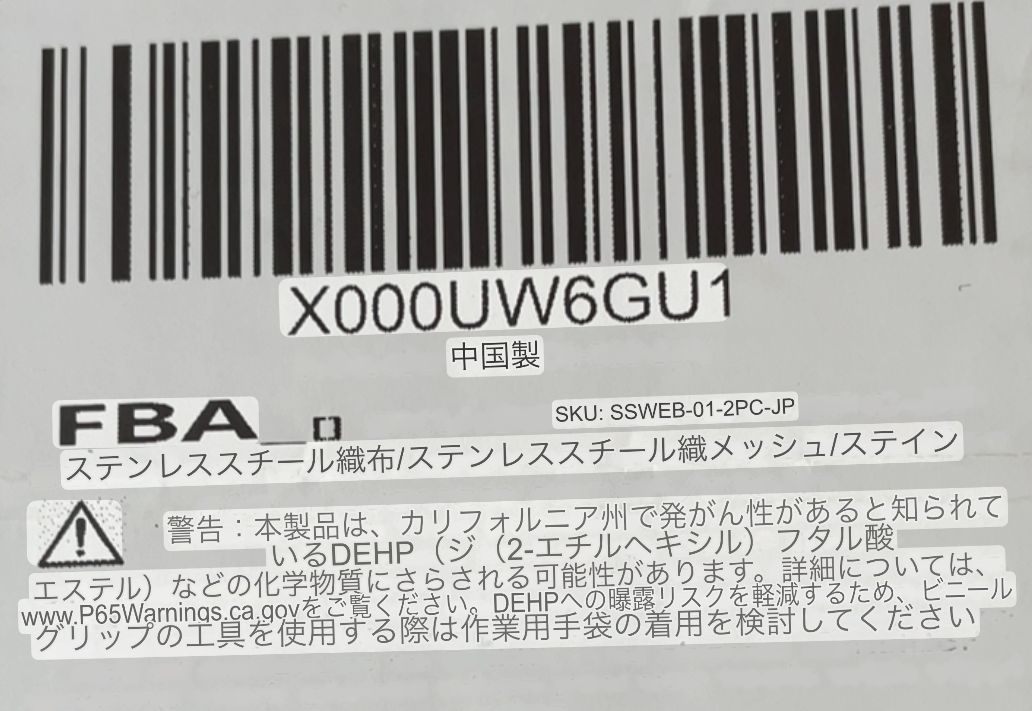 X000UW6GU1
中国製
FBA__[]
SKU: SSWEB-01-2PC-JP
ステンレススチール織布/ステンレススチール織メッシュ/ステイン
警告：本製品は、カリフォルニア州で発がん性があると知られて
いるDEHP（ジ（2-エチルヘキシル）フタル酸
エステル）などの化学物質にさらされる可能性があります。詳細については、
www.P65Warnings.ca.govをご覧ください。DEHPへの曝露リスクを軽減するため、ビニール
グリップの工具を使用する際は作業用手袋の着用を検討してください